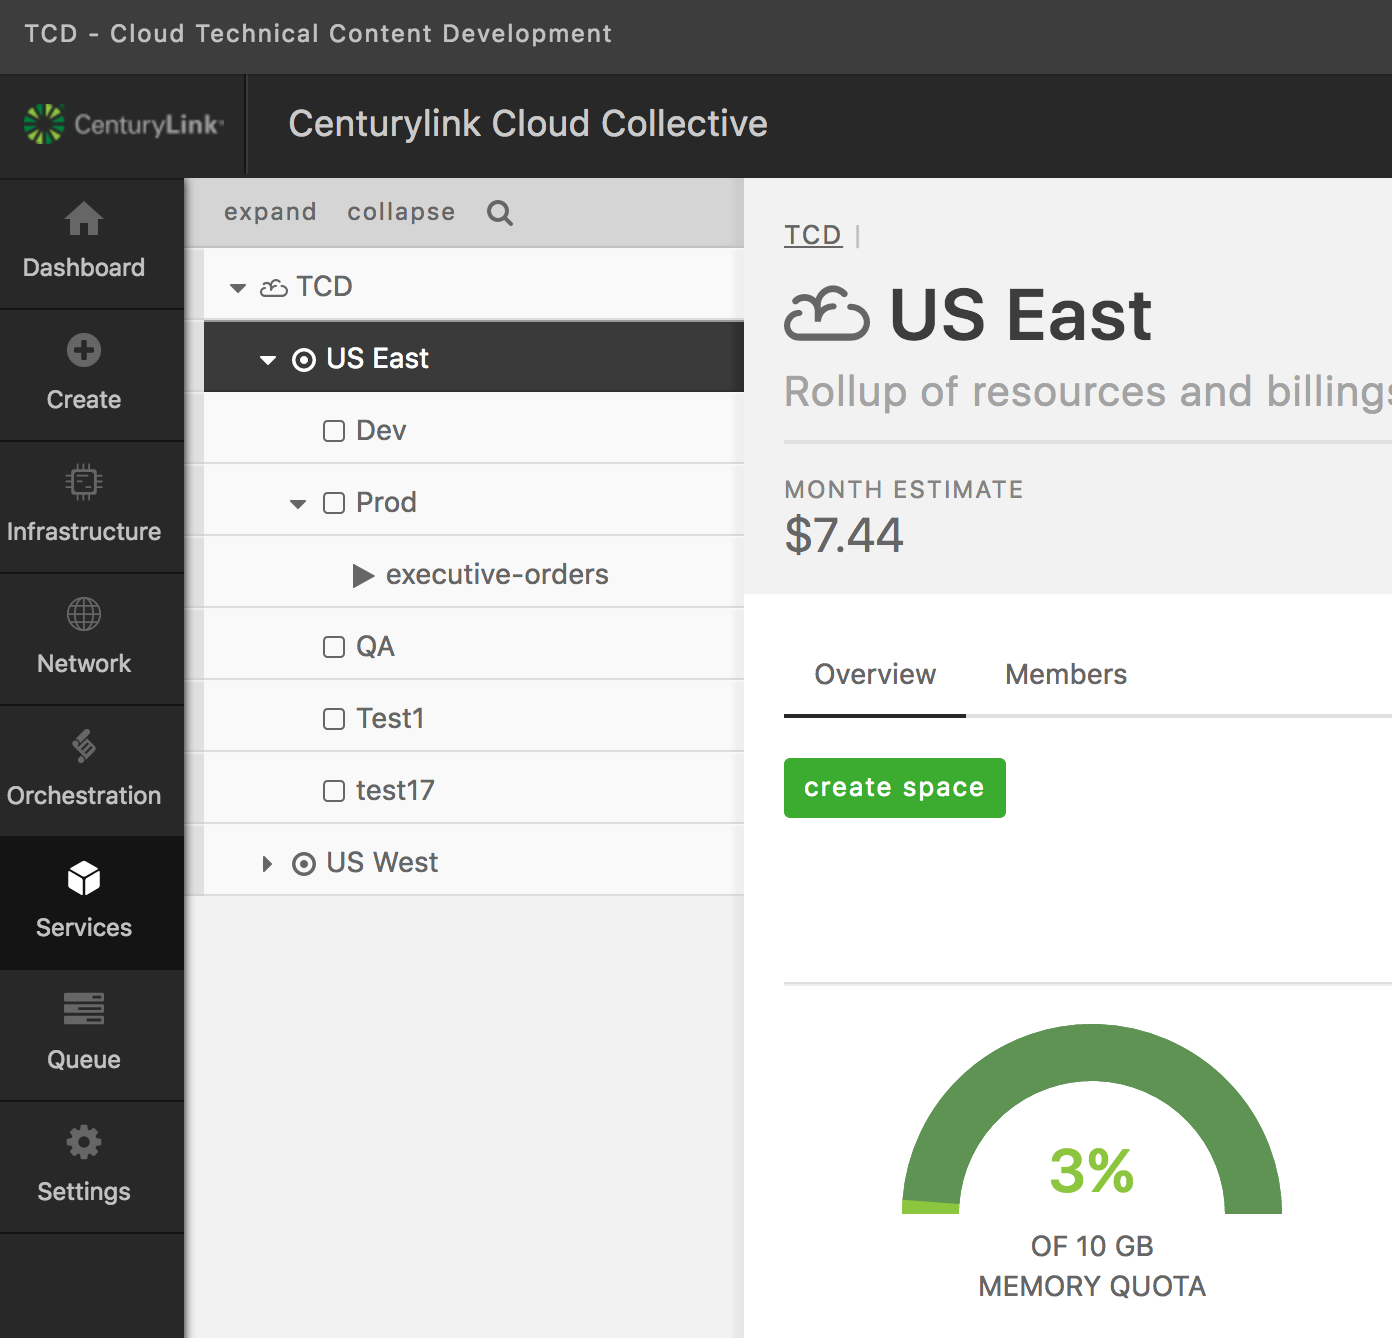 TCD - Cloud Technical Content Development
CenturyLink
Centurylink Cloud Collective
Dashboard
Create
Infrastructure
Network
Orchestration
Services
Queue
Settings
expand collapse
TCD
US East
Dev
Prod
executive-orders
QA
Test1
test17
US West
TCD |
US East
Rollup of resources and billings
MONTH ESTIMATE
$7.44
Overview Members
create space
3%
OF 10 GB
MEMORY QUOTA